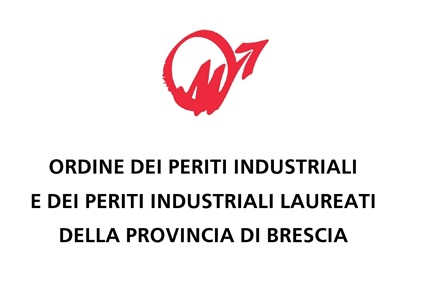 ORDINE DEI PERITI INDUSTRIALI
E DEI PERITI INDUSTRIALI LAUREATI
DELLA PROVINCIA DI BRESCIA